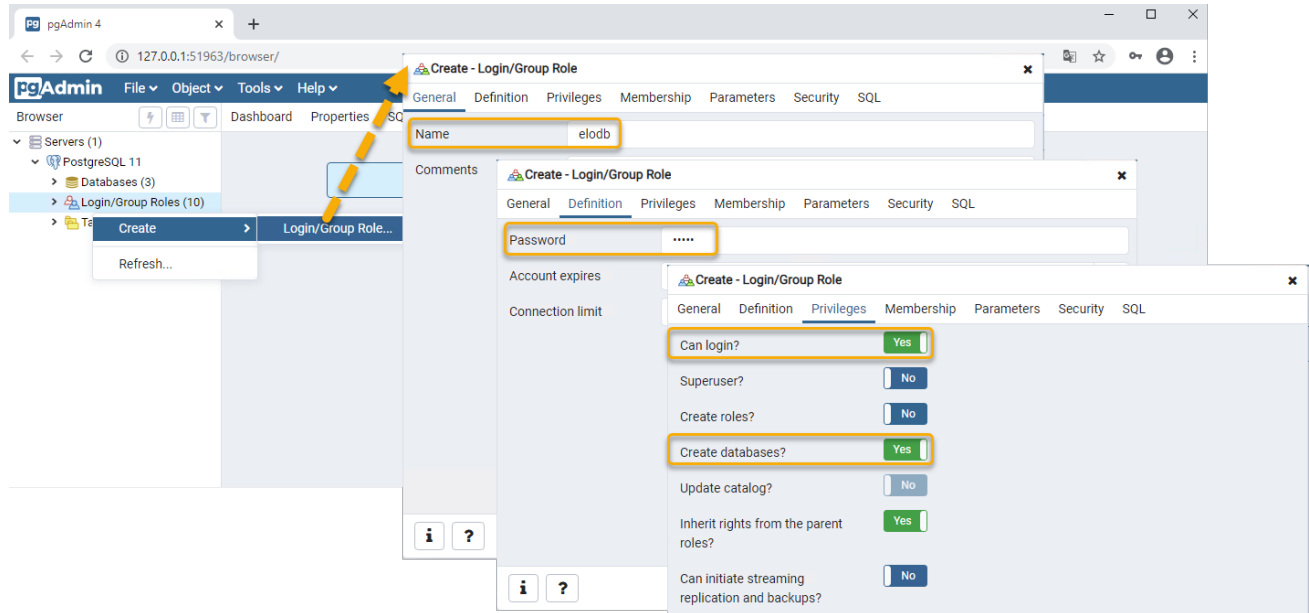 pgAdmin 4
127.0.0.1:51963/browser/
pgAdmin File Object Tools Help
Browser
Dashboard Properties SQ
Servers (1)
PostgreSQL 11
Databases (3)
Login/Group Roles (10)
Ta
Create
Login/Group Role...
Refresh...
Create - Login/Group Role
General Definition Privileges Membership Parameters Security SQL
Name elodb
Comments
Create - Login/Group Role
General Definition Privileges Membership Parameters Security SQL
Password •••••
Account expires
Connection limit
Create - Login/Group Role
General Definition Privileges Membership Parameters Security SQL
Can login? Yes
Superuser? No
Create roles? No
Create databases? Yes
Update catalog? No
Inherit rights from the parent Yes
roles?
Can initiate streaming No
replication and backups?
i ?
i ?